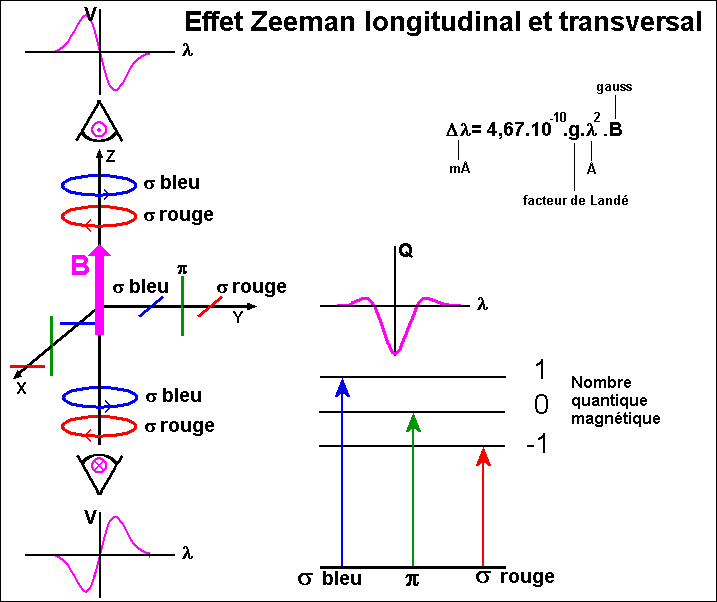 Effet Zeeman longitudinal et transversal
V
λ
gauss
Δλ= 4,67.10⁻¹⁰.g.λ².B
mÅ
Å
facteur de Landé
Z
σ bleu
σ rouge
B
σ bleu
π
σ rouge
Y
X
Q
λ
σ bleu
σ rouge
1
0
-1
Nombre
quantique
magnétique
V
λ
σ bleu
π
σ rouge